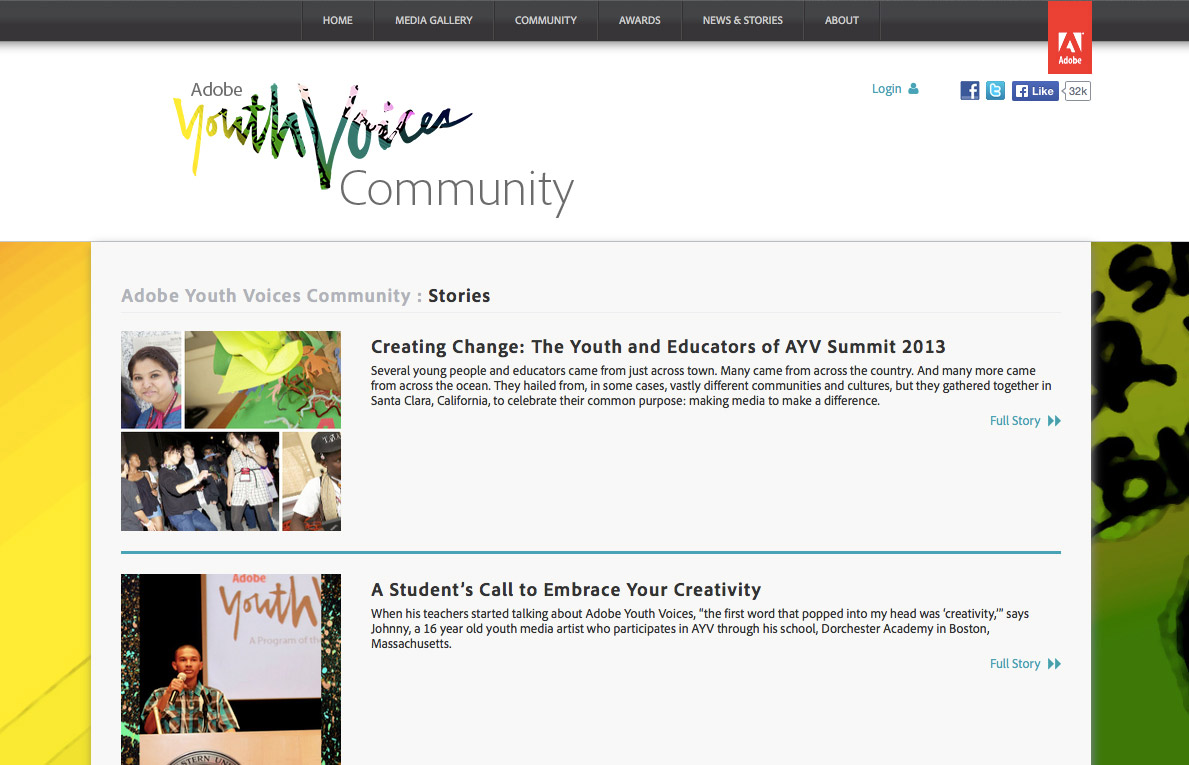 HOME MEDIA GALLERY COMMUNITY AWARDS NEWS & STORIES ABOUT
Adobe
Login
Like 32k
Adobe
Youth Voices
Community
Adobe Youth Voices Community : Stories
Creating Change: The Youth and Educators of AYV Summit 2013
Several young people and educators came from just across town. Many came from across the country. And many more came
from across the ocean. They hailed from, in some cases, vastly different communities and cultures, but they gathered together in
Santa Clara, California, to celebrate their common purpose: making media to make a difference.
Full Story
Adobe
Youth V
A Program of the
A Student’s Call to Embrace Your Creativity
When his teachers started talking about Adobe Youth Voices, “the first word that popped into my head was ‘creativity,’” says
Johnny, a 16 year old youth media artist who participates in AYV through his school, Dorchester Academy in Boston,
Massachusetts.
Full Story